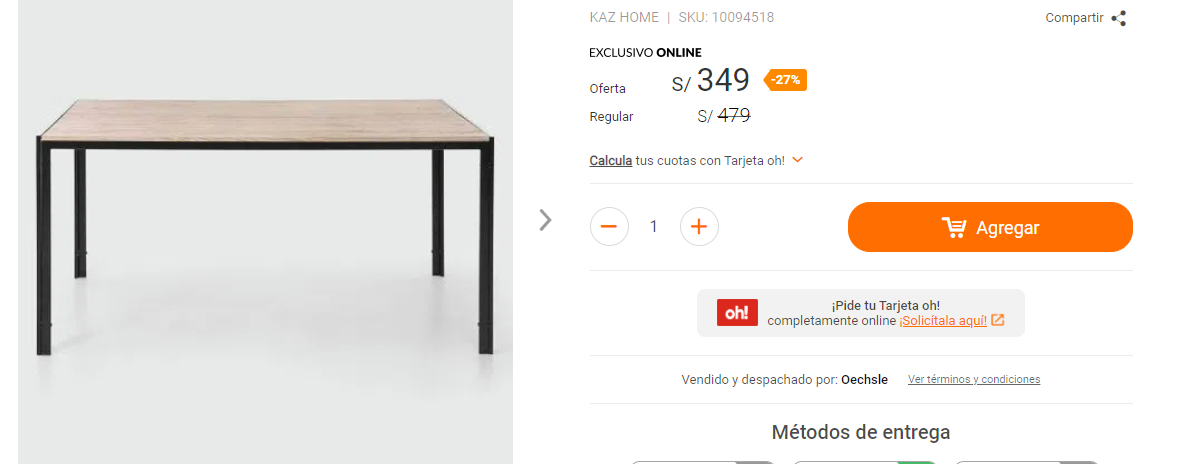 KAZ HOME | SKU: 10094518
Compartir
EXCLUSIVO ONLINE
Oferta S/ 349 -27%
Regular S/ 479
Calcula tus cuotas con Tarjeta oh!
1
Agregar
oh!
¡Pide tu Tarjeta oh!
completamente online ¡Solicítala aquí!
Vendido y despachado por: Oechsle Ver términos y condiciones
Métodos de entrega